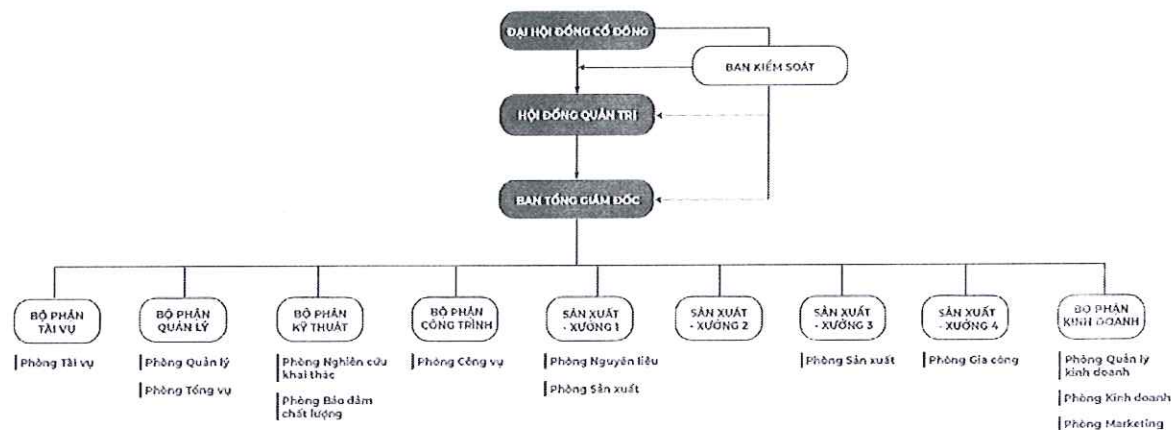 ĐẠI HỘI ĐỒNG CỔ ĐÔNG
BAN KIỂM SOÁT
HỘI ĐỒNG QUẢN TRỊ
BAN TỔNG GIÁM ĐỐC
BỘ PHẬN
TÀI VỤ
Phòng Tài vụ
BỘ PHẬN
QUẢN LÝ
Phòng Quản lý
Phòng Tổng vụ
BỘ PHẬN
KỸ THUẬT
Phòng Nghiên cứu
khai thác
Phòng Bảo đảm
chất lượng
BỘ PHẬN
CÔNG TRÌNH
Phòng Công vụ
SẢN XUẤT
- XƯỞNG 1
Phòng Nguyên liệu
Phòng Sản xuất
SẢN XUẤT
- XƯỞNG 2
SẢN XUẤT
- XƯỞNG 3
Phòng Sản xuất
SẢN XUẤT
- XƯỞNG 4
Phòng Gia công
BỘ PHẬN
KINH DOANH
Phòng Quản lý
kinh doanh
Phòng Kinh doanh
Phòng Marketing